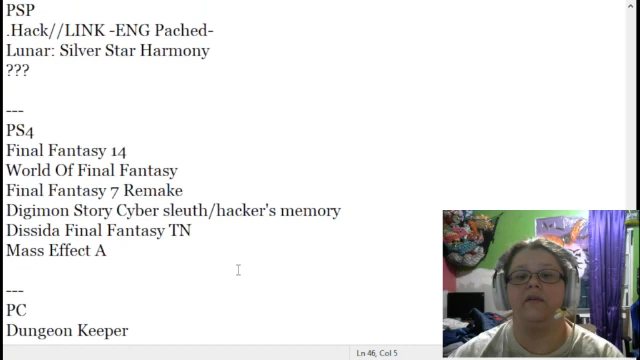 PSP
.Hack//LINK -ENG Pached-
Lunar: Silver Star Harmony
???
---
PS4
Final Fantasy 14
World Of Final Fantasy
Final Fantasy 7 Remake
Digimon Story Cyber sleuth/hacker's memory
Dissida Final Fantasy TN
Mass Effect A
---
PC
Dungeon Keeper
Ln 46, Col 5